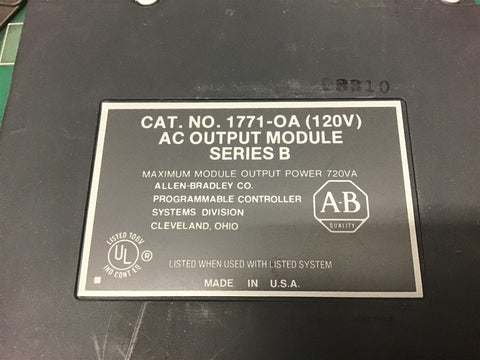 CAT. NO. 1771-OA (120V)
AC OUTPUT MODULE
SERIES B
MAXIMUM MODULE OUTPUT POWER 720VA
ALLEN-BRADLEY CO.
PROGRAMMABLE CONTROLLER
SYSTEMS DIVISION
CLEVELAND, OHIO
A-B
QUALITY
LISTED 106V
UL ®
IND CONT EQ
LISTED WHEN USED WITH LISTED SYSTEM
MADE IN U.S.A.